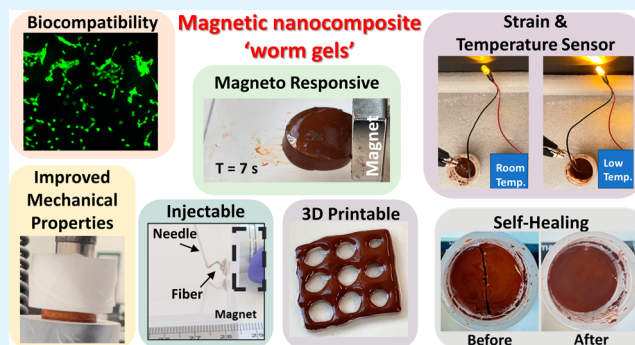 Biocompatibility
Magnetic nanocomposite
‘worm gels’
Strain &
Temperature Sensor
Magneto Responsive
T = 7 s
Magnet
Room
Temp.
Low
Temp.
Improved
Mechanical
Properties
Injectable
Needle
Fiber
Magnet
3D Printable
Self-Healing
Before
After